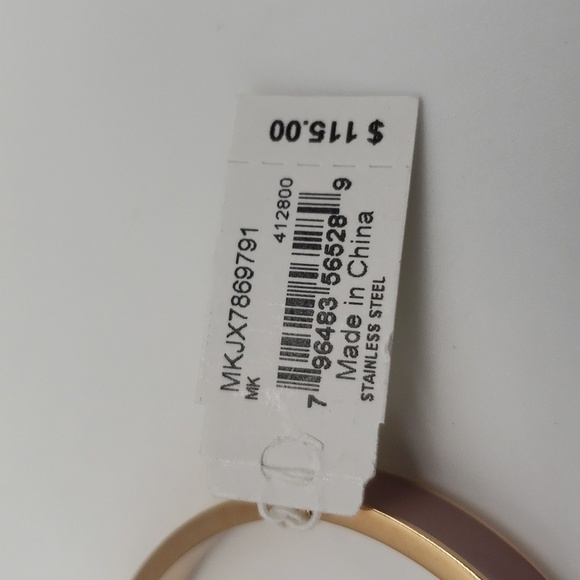 $ 115.00
MKJX7869791
MK
412800
7 96483 56528 9
Made in China
STAINLESS STEEL